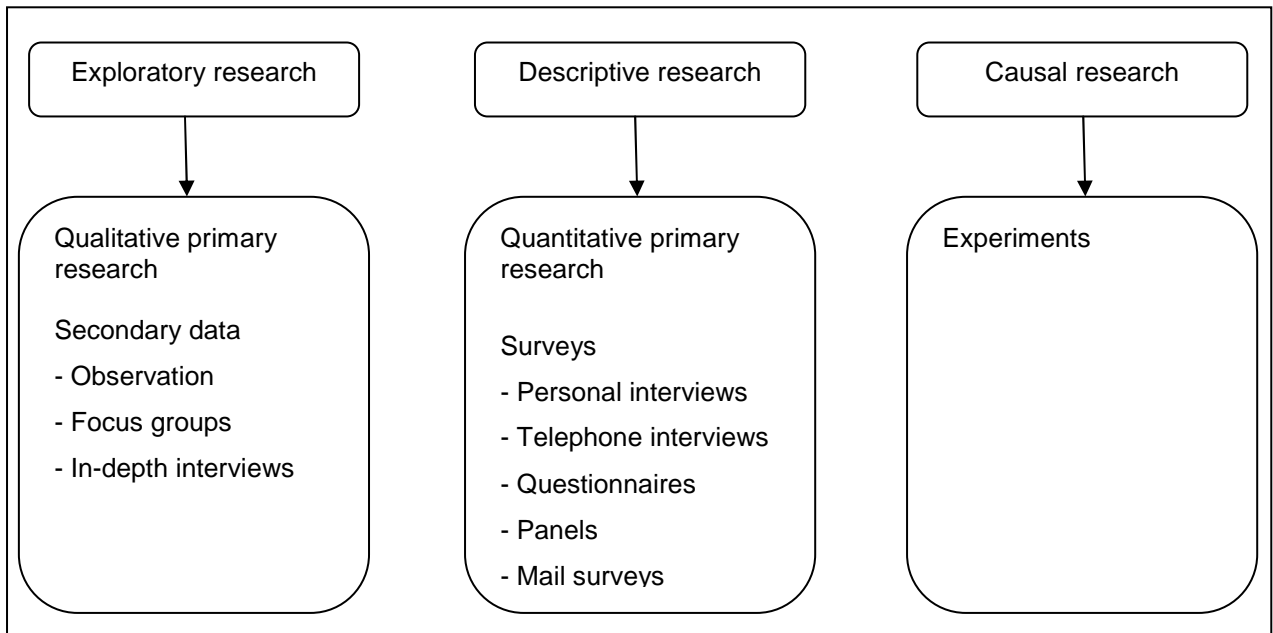 Exploratory research
Descriptive research
Causal research
Qualitative primary
research
Secondary data
- Observation
- Focus groups
- In-depth interviews
Quantitative primary
research
Surveys
- Personal interviews
- Telephone interviews
- Questionnaires
- Panels
- Mail surveys
Experiments